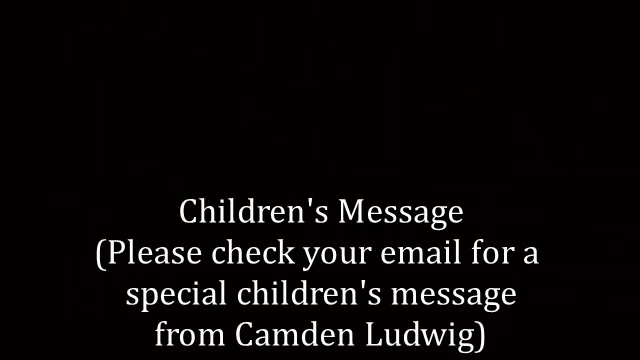 Children's Message
(Please check your email for a
special children's message
from Camden Ludwig)